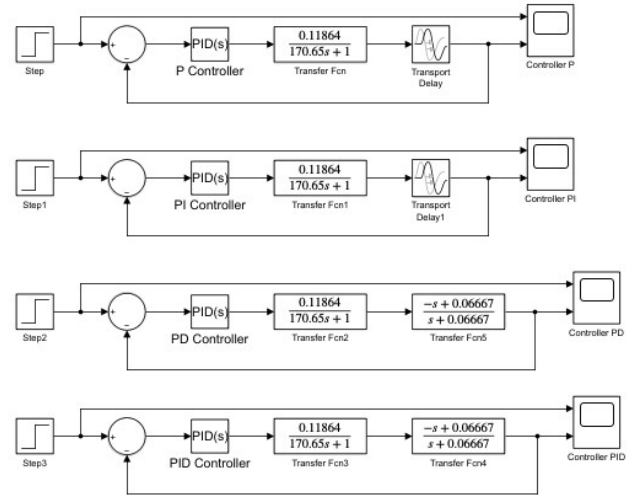 +
−
PID(s)
0.11864
170.65s + 1
Step
P Controller
Transfer Fcn
Transport
Delay
Controller P
+
−
PID(s)
0.11864
170.65s + 1
Step1
PI Controller
Transfer Fcn1
Transport
Delay1
Controller PI
+
−
PID(s)
0.11864
170.65s + 1
−s + 0.06667
s + 0.06667
Step2
PD Controller
Transfer Fcn2
Transfer Fcn5
Controller PD
+
−
PID(s)
0.11864
170.65s + 1
−s + 0.06667
s + 0.06667
Step3
PID Controller
Transfer Fcn3
Transfer Fcn4
Controller PID